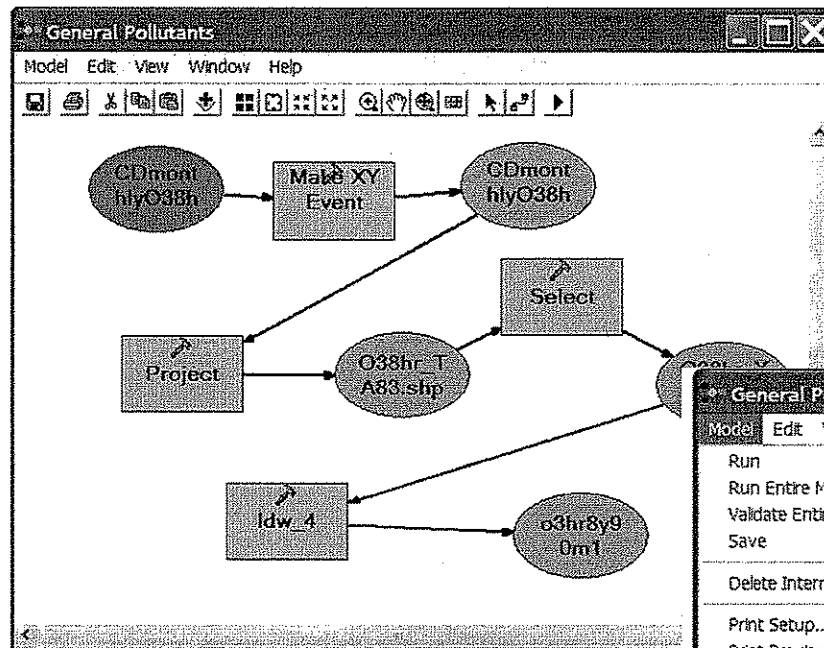 General Pollutants
Model Edit View Window Help
CDmont
hlyO38h
Make XY
Event
CDmont
hlyO38h
Select
Project
O38hr_T
A83.shp
Idw_4
o3hr8y9
0m1
General P
Model Edit
Run
Run Entire M
Validate Enti
Save
Delete Intern
Print Setup..